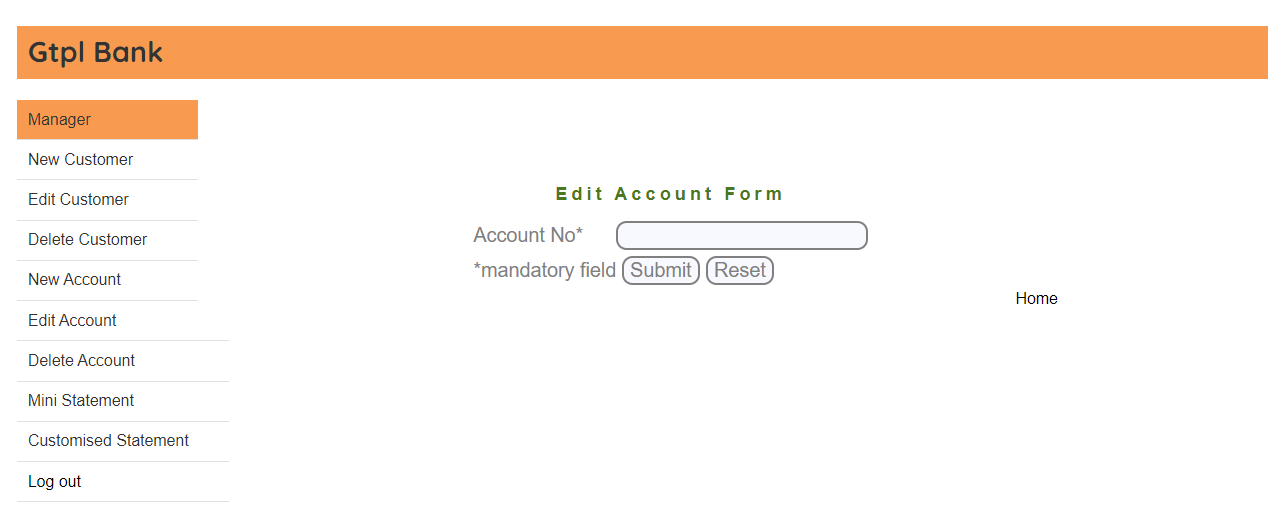 Gtpl Bank
Manager
New Customer
Edit Customer
Delete Customer
New Account
Edit Account
Delete Account
Mini Statement
Customised Statement
Log out
Edit Account Form
Account No*
*mandatory field Submit Reset
Home